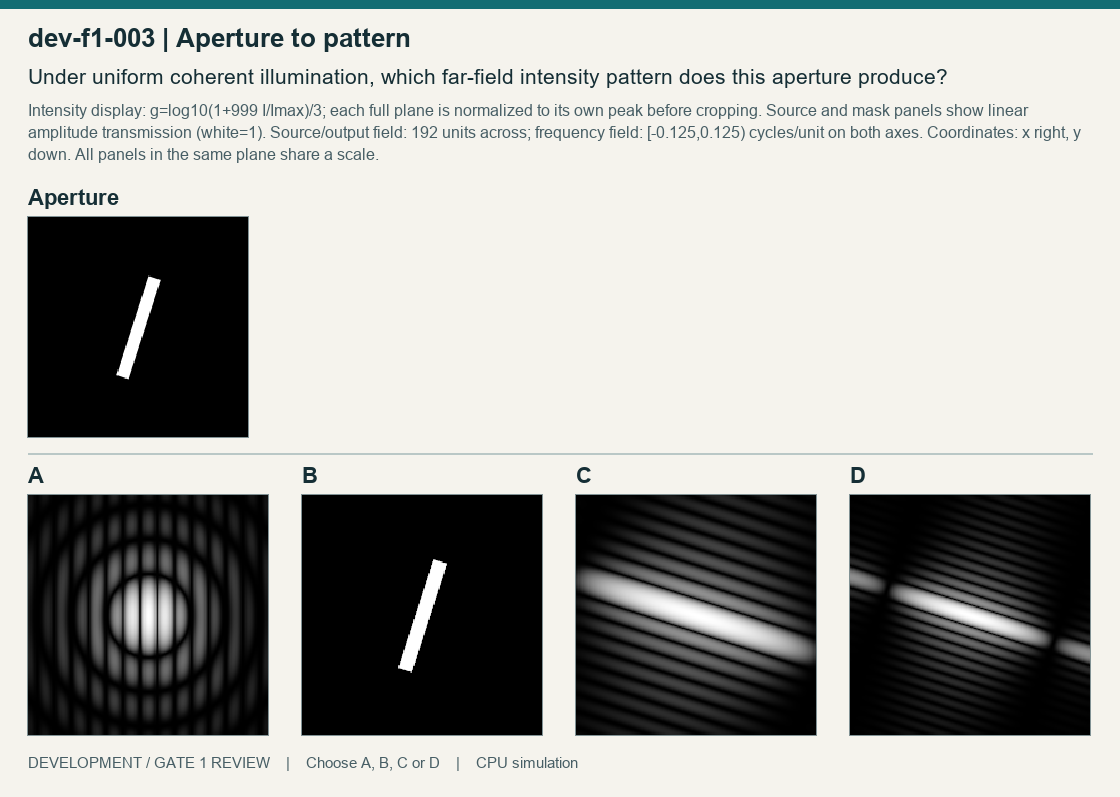 dev-f1-003 | Aperture to pattern
Under uniform coherent illumination, which far-field intensity pattern does this aperture produce?
Intensity display: g=log10(1+999 I/Imax)/3; each full plane is normalized to its own peak before cropping. Source and mask panels show linear
amplitude transmission (white=1). Source/output field: 192 units across; frequency field: [-0.125,0.125) cycles/unit on both axes. Coordinates: x right, y
down. All panels in the same plane share a scale.
Aperture
A B C D
DEVELOPMENT / GATE 1 REVIEW | Choose A, B, C or D | CPU simulation